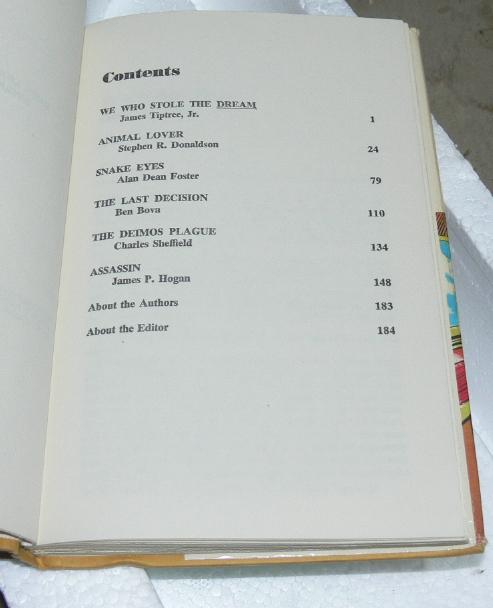 Contents
WE WHO STOLE THE DREAM
James Tiptree, Jr. 1
ANIMAL LOVER
Stephen R. Donaldson 24
SNAKE EYES
Alan Dean Foster 79
THE LAST DECISION
Ben Bova 110
THE DEIMOS PLAGUE
Charles Sheffield 134
ASSASSIN
James P. Hogan 148
About the Authors 183
About the Editor 184